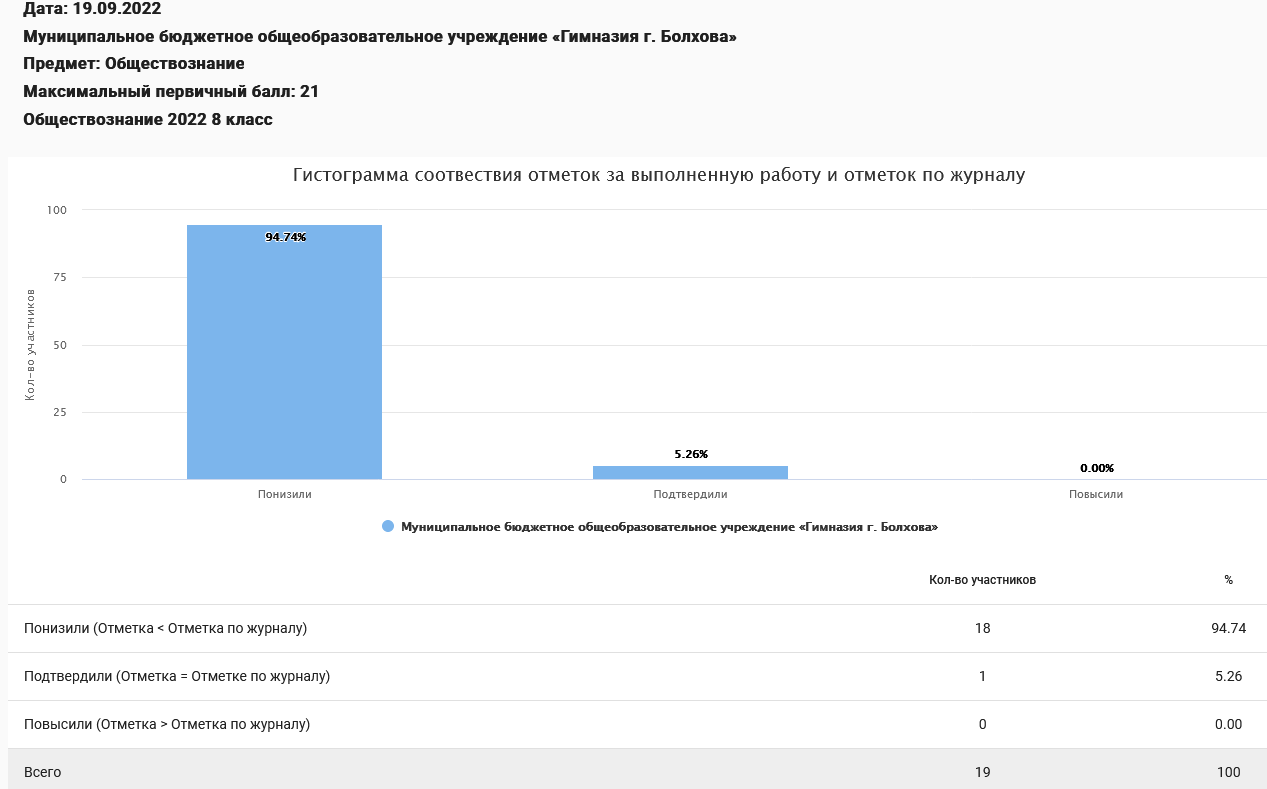 Дата: 19.09.2022
Муниципальное бюджетное общеобразовательное учреждение «Гимназия г. Болхова»
Предмет: Обществознание
Максимальный первичный балл: 21
Обществознание 2022 8 класс
Гистограмма соотвествия отметок за выполненную работу и отметок по журналу
100
75
50
25
0
Кол-во участников
94.74%
5.26%
0.00%
Понизили
Подтвердили
Повысили
Муниципальное бюджетное общеобразовательное учреждение «Гимназия г. Болхова»
Кол-во участников %
Понизили (Отметка < Отметка по журналу) 18 94.74
Подтвердили (Отметка = Отметке по журналу) 1 5.26
Повысили (Отметка > Отметка по журналу) 0 0.00
Всего 19 100